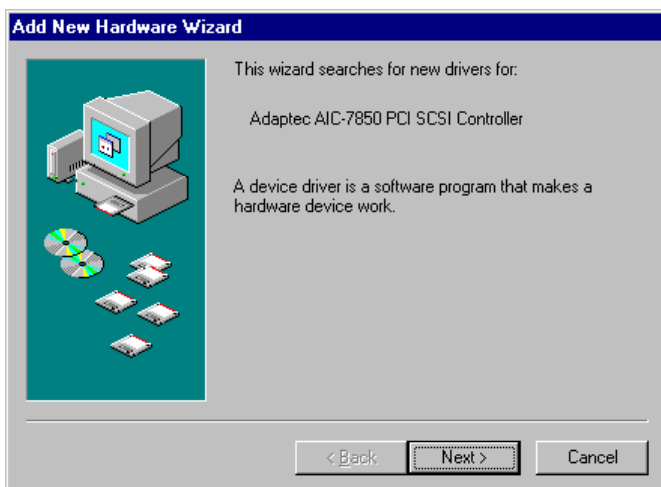 Add New Hardware Wizard
This wizard searches for new drivers for:
Adaptec AIC-7850 PCI SCSI Controller
A device driver is a software program that makes a
hardware device work.
< Back
Next >
Cancel